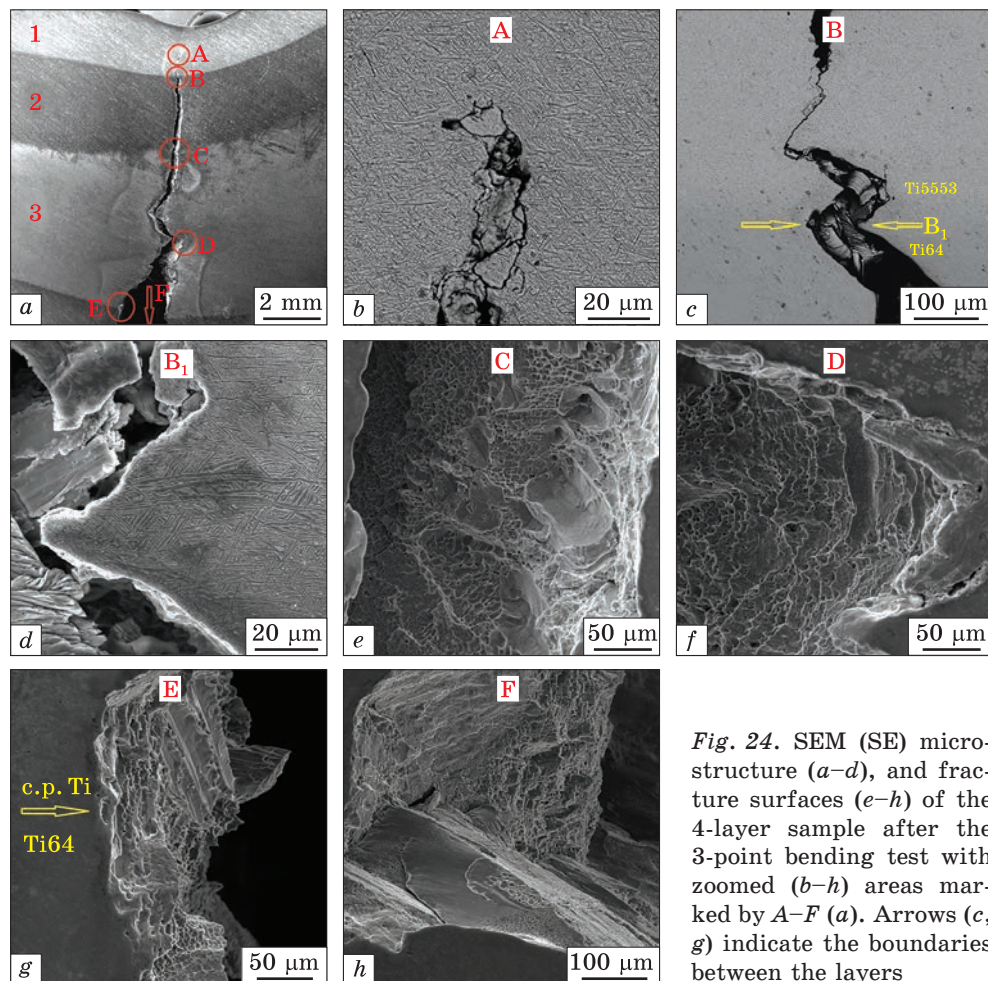 1
A
B
2
C
3
D
E
F
a
2 mm
A
b
20 μm
B
Ti5553
B₁
Ti64
c
100 μm
B₁
d
20 μm
C
e
50 μm
D
f
50 μm
E
c.p. Ti
Ti64
g
50 μm
F
h
100 μm
Fig. 24. SEM (SE) micro-
structure (a–d), and frac-
ture surfaces (e–h) of the
4-layer sample after the
3-point bending test with
zoomed (b–h) areas mar-
ked by A–F (a). Arrows (c,
g) indicate the boundaries
between the layers